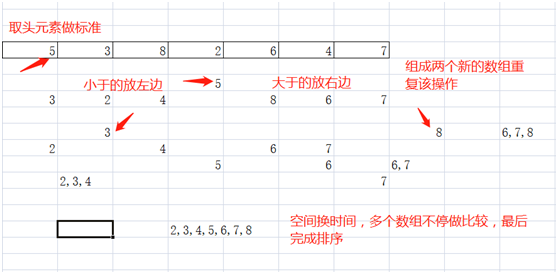 取头元素做标准
5 3 8 2 6 4 7
小于的放左边 5 大于的放右边
组成两个新的数组重
复该操作
3 2 4 8 6 7
3 8 6,7,8
2 4 6 7
5 6 6,7
2,3,4 7
2,3,4,5,6,7,8
空间换时间，多个数组不停做比较，最后
完成排序